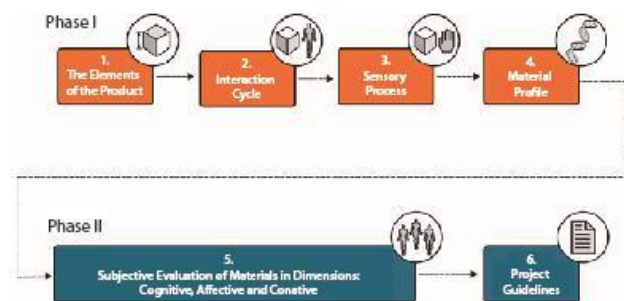 Phase I
1.
The Elements
of the Product
2.
Interaction
Cycle
3.
Sensory
Process
4.
Material
Profile
Phase II
5.
Subjective Evaluation of Materials in Dimensions:
Cognitive, Affective and Conative
6.
Project
Guidelines